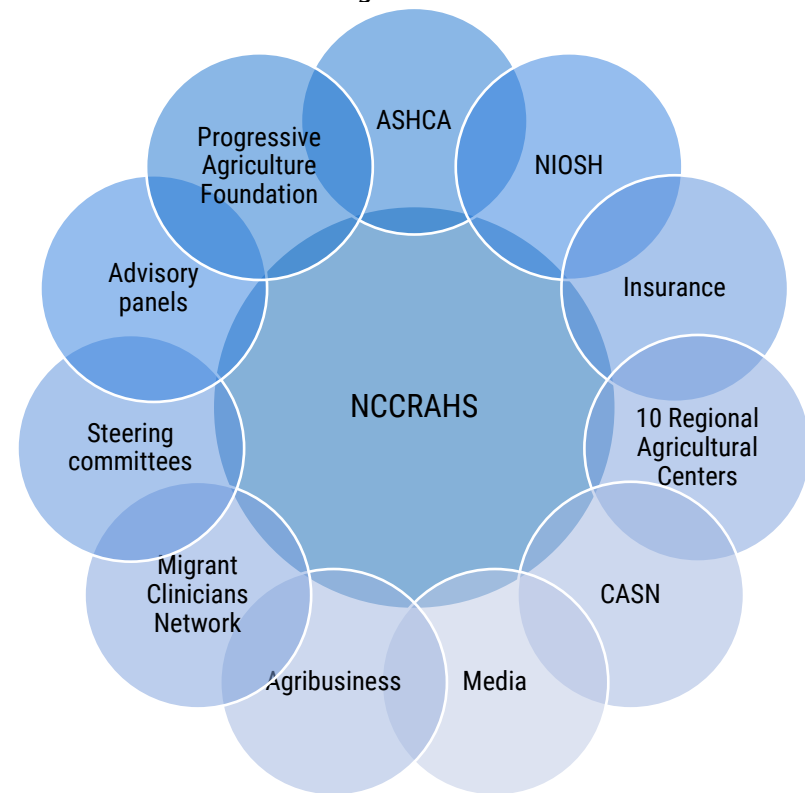 ASHCA
NIOSH
Insurance
10 Regional
Agricultural
Centers
CASN
Media
Agribusiness
Migrant
Clinicians
Network
Steering
committees
Advisory
panels
Progressive
Agriculture
Foundation
NCCRAHS